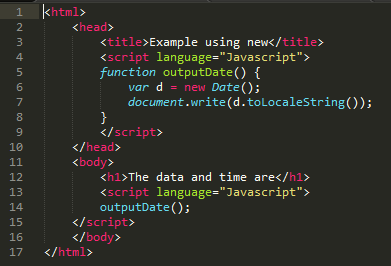 1 <html>
2 <head>
3 <title>Example using new</title>
4 <script language="Javascript">
5 function outputDate() {
6 var d = new Date();
7 document.write(d.toLocaleString());
8 }
9 </script>
10 </head>
11 <body>
12 <h1>The data and time are</h1>
13 <script language="Javascript">
14 outputDate();
15 </script>
16 </body>
17 </html>